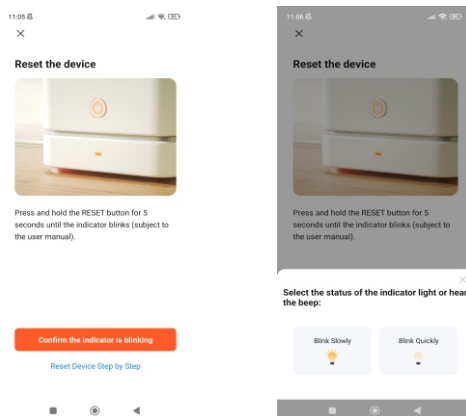 11:05
Reset the device
Press and hold the RESET button for 5
seconds until the indicator blinks (subject to
the user manual).
Confirm the indicator is blinking
Reset Device Step by Step
11:06
Reset the device
Press and hold the RESET button for 5
seconds until the indicator blinks (subject to
the user manual).
Select the status of the indicator light or hear
the beep:
Blink Slowly
Blink Quickly